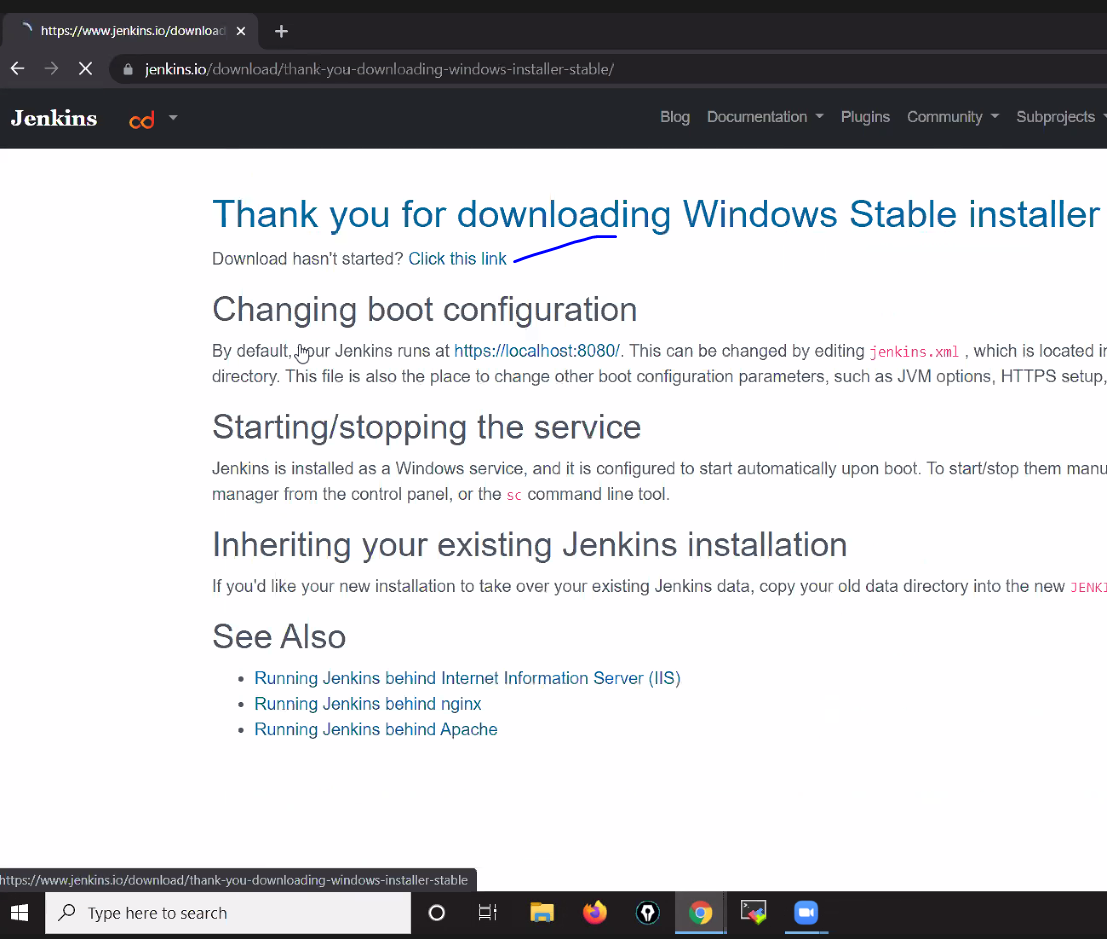 https://www.jenkins.io/download
jenkins.io/download/thank-you-downloading-windows-installer-stable/
Jenkins Blog Documentation Plugins Community Subprojects
Thank you for downloading Windows Stable installer
Download hasn't started? Click this link
Changing boot configuration
By default, your Jenkins runs at https://localhost:8080/. This can be changed by editing jenkins.xml , which is located in
directory. This file is also the place to change other boot configuration parameters, such as JVM options, HTTPS setup,
Starting/stopping the service
Jenkins is installed as a Windows service, and it is configured to start automatically upon boot. To start/stop them manu
manager from the control panel, or the sc command line tool.
Inheriting your existing Jenkins installation
If you'd like your new installation to take over your existing Jenkins data, copy your old data directory into the new JENKI
See Also
Running Jenkins behind Internet Information Server (IIS)
Running Jenkins behind nginx
Running Jenkins behind Apache
https://www.jenkins.io/download/thank-you-downloading-windows-installer-stable
Type here to search